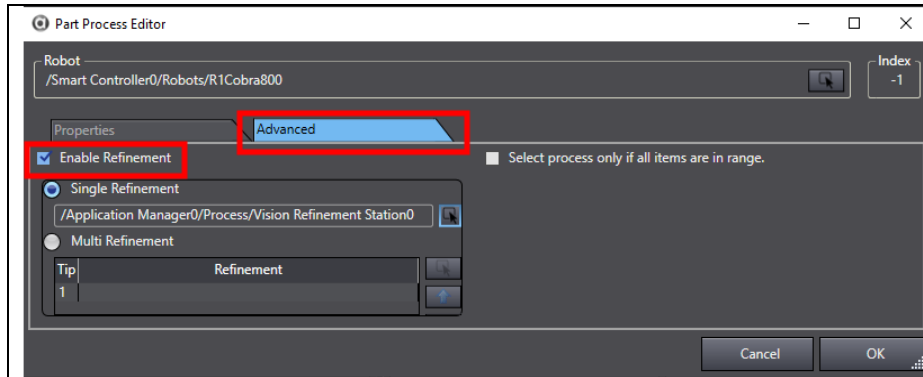 Part Process Editor
Robot
/Smart Controller0/Robots/R1Cobra800
Index
-1
Properties
Advanced
Enable Refinement
Select process only if all items are in range.
Single Refinement
/Application Manager0/Process/Vision Refinement Station0
Multi Refinement
Tip Refinement
1
Cancel
OK